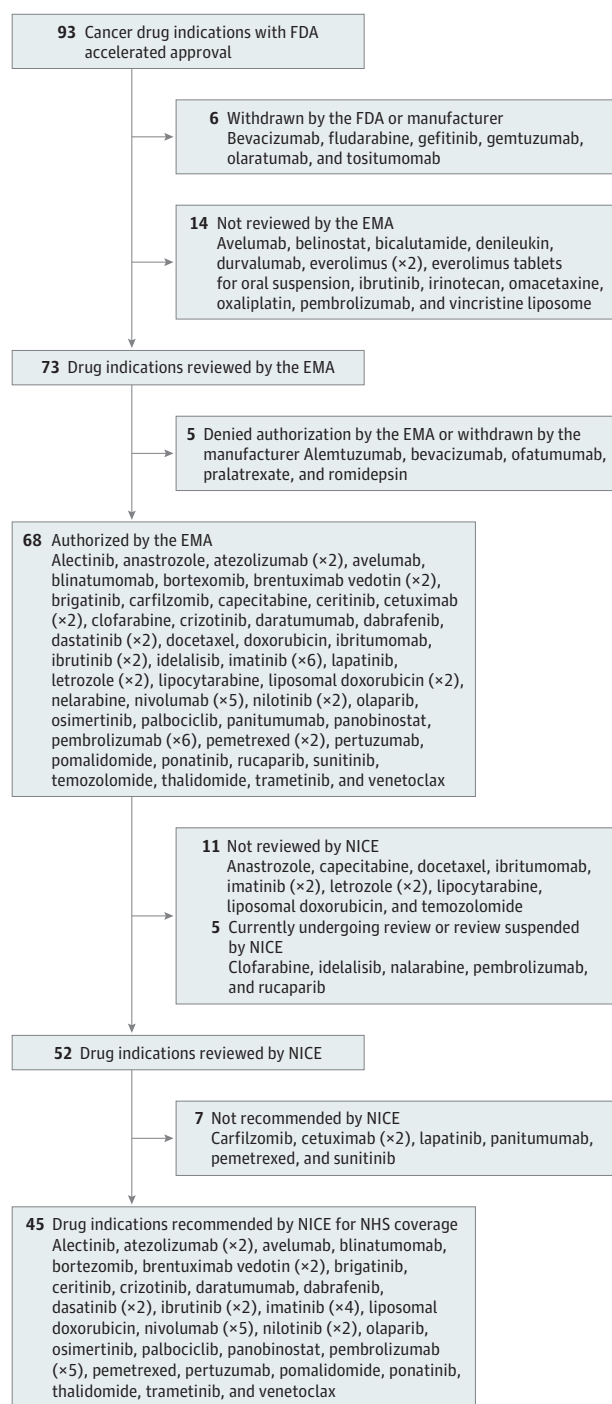 93 Cancer drug indications with FDA
accelerated approval
6 Withdrawn by the FDA or manufacturer
Bevacizumab, fludarabine, gefitinib, gemtuzumab,
olaratumab, and tositumomab
14 Not reviewed by the EMA
Avelumab, belinostat, bicalutamide, denileukin,
durvalumab, everolimus (×2), everolimus tablets
for oral suspension, ibrutinib, irinotecan, omacetaxine,
oxaliplatin, pembrolizumab, and vincristine liposome
73 Drug indications reviewed by the EMA
5 Denied authorization by the EMA or withdrawn by the
manufacturer Alemtuzumab, bevacizumab, ofatumumab,
pralatrexate, and romidepsin
68 Authorized by the EMA
Alectinib, anastrozole, atezolizumab (×2), avelumab,
blinatumomab, bortexomib, brentuximab vedotin (×2),
brigatinib, carfilzomib, capecitabine, ceritinib, cetuximab
(×2), clofarabine, crizotinib, daratumumab, dabrafenib,
dastatinib (×2), docetaxel, doxorubicin, ibritumomab,
ibrutinib (×2), idelalisib, imatinib (×6), lapatinib,
letrozole (×2), lipocytarabine, liposomal doxorubicin (×2),
nelarabine, nivolumab (×5), nilotinib (×2), olaparib,
osimertinib, palbociclib, panitumumab, panobinostat,
pembrolizumab (×6), pemetrexed (×2), pertuzumab,
pomalidomide, ponatinib, rucaparib, sunitinib,
temozolomide, thalidomide, trametinib, and venetoclax
11 Not reviewed by NICE
Anastrozole, capecitabine, docetaxel, ibritumomab,
imatinib (×2), letrozole (×2), lipocytarabine,
liposomal doxorubicin, and temozolomide
5 Currently undergoing review or review suspended
by NICE
Clofarabine, idelalisib, nalarabine, pembrolizumab,
and rucaparib
52 Drug indications reviewed by NICE
7 Not recommended by NICE
Carfilzomib, cetuximab (×2), lapatinib, panitumumab,
pemetrexed, and sunitinib
45 Drug indications recommended by NICE for NHS coverage
Alectinib, atezolizumab (×2), avelumab, blinatumomab,
bortezomib, brentuximab vedotin (×2), brigatinib,
ceritinib, crizotinib, daratumumab, dabrafenib,
dasatinib (×2), ibrutinib (×2), imatinib (×4), liposomal
doxorubicin, nivolumab (×5), nilotinib (×2), olaparib,
osimertinib, palbociclib, panobinostat, pembrolizumab
(×5), pemetrexed, pertuzumab, pomalidomide, ponatinib,
thalidomide, trametinib, and venetoclax